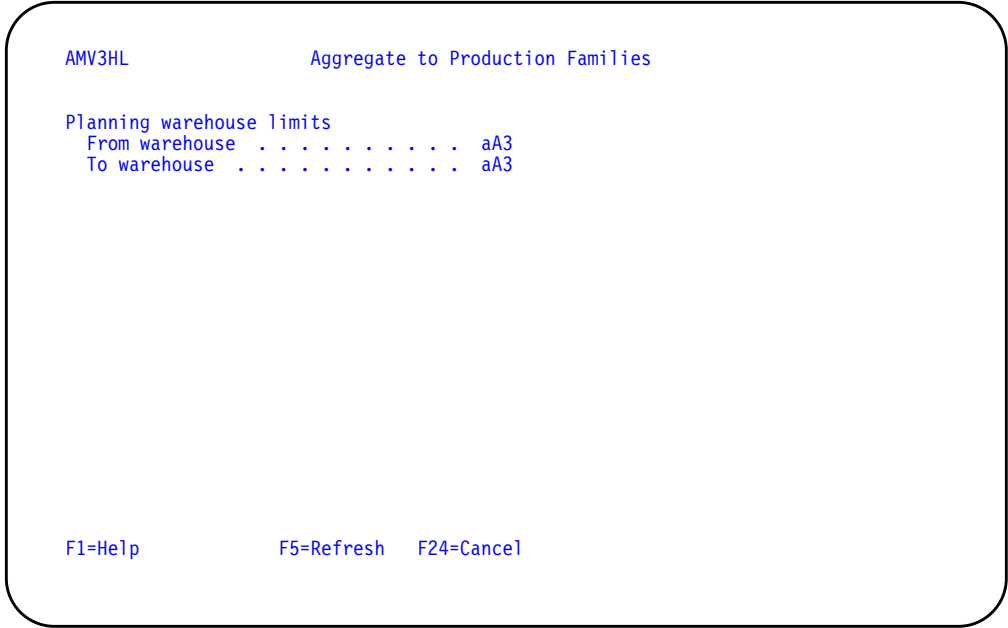 AMV3HL Aggregate to Production Families
Planning warehouse limits
From warehouse . . . . . . . . . . aA3
To warehouse . . . . . . . . . . . aA3
F1=Help F5=Refresh F24=Cancel